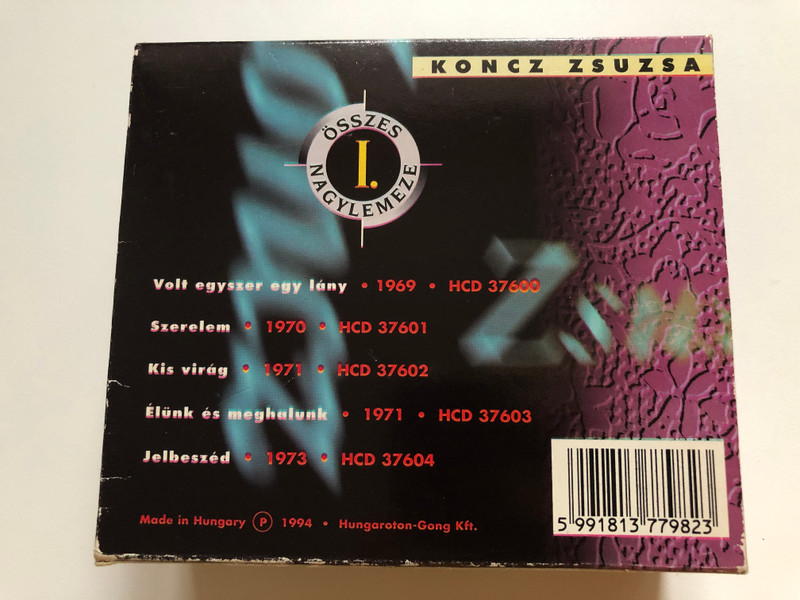 KONCZ ZSUZSA
ÖSSZES
I.
NAGYLEMEZE
Volt egyszer egy lány • 1969 • HCD 37600
Szerelem • 1970 • HCD 37601
Kis virág • 1971 • HCD 37602
Élünk és meghalunk • 1971 • HCD 37603
Jelbeszéd • 1973 • HCD 37604
Made in Hungary Ⓟ 1994 • Hungaroton-Gong Kft.
5 991813 779823